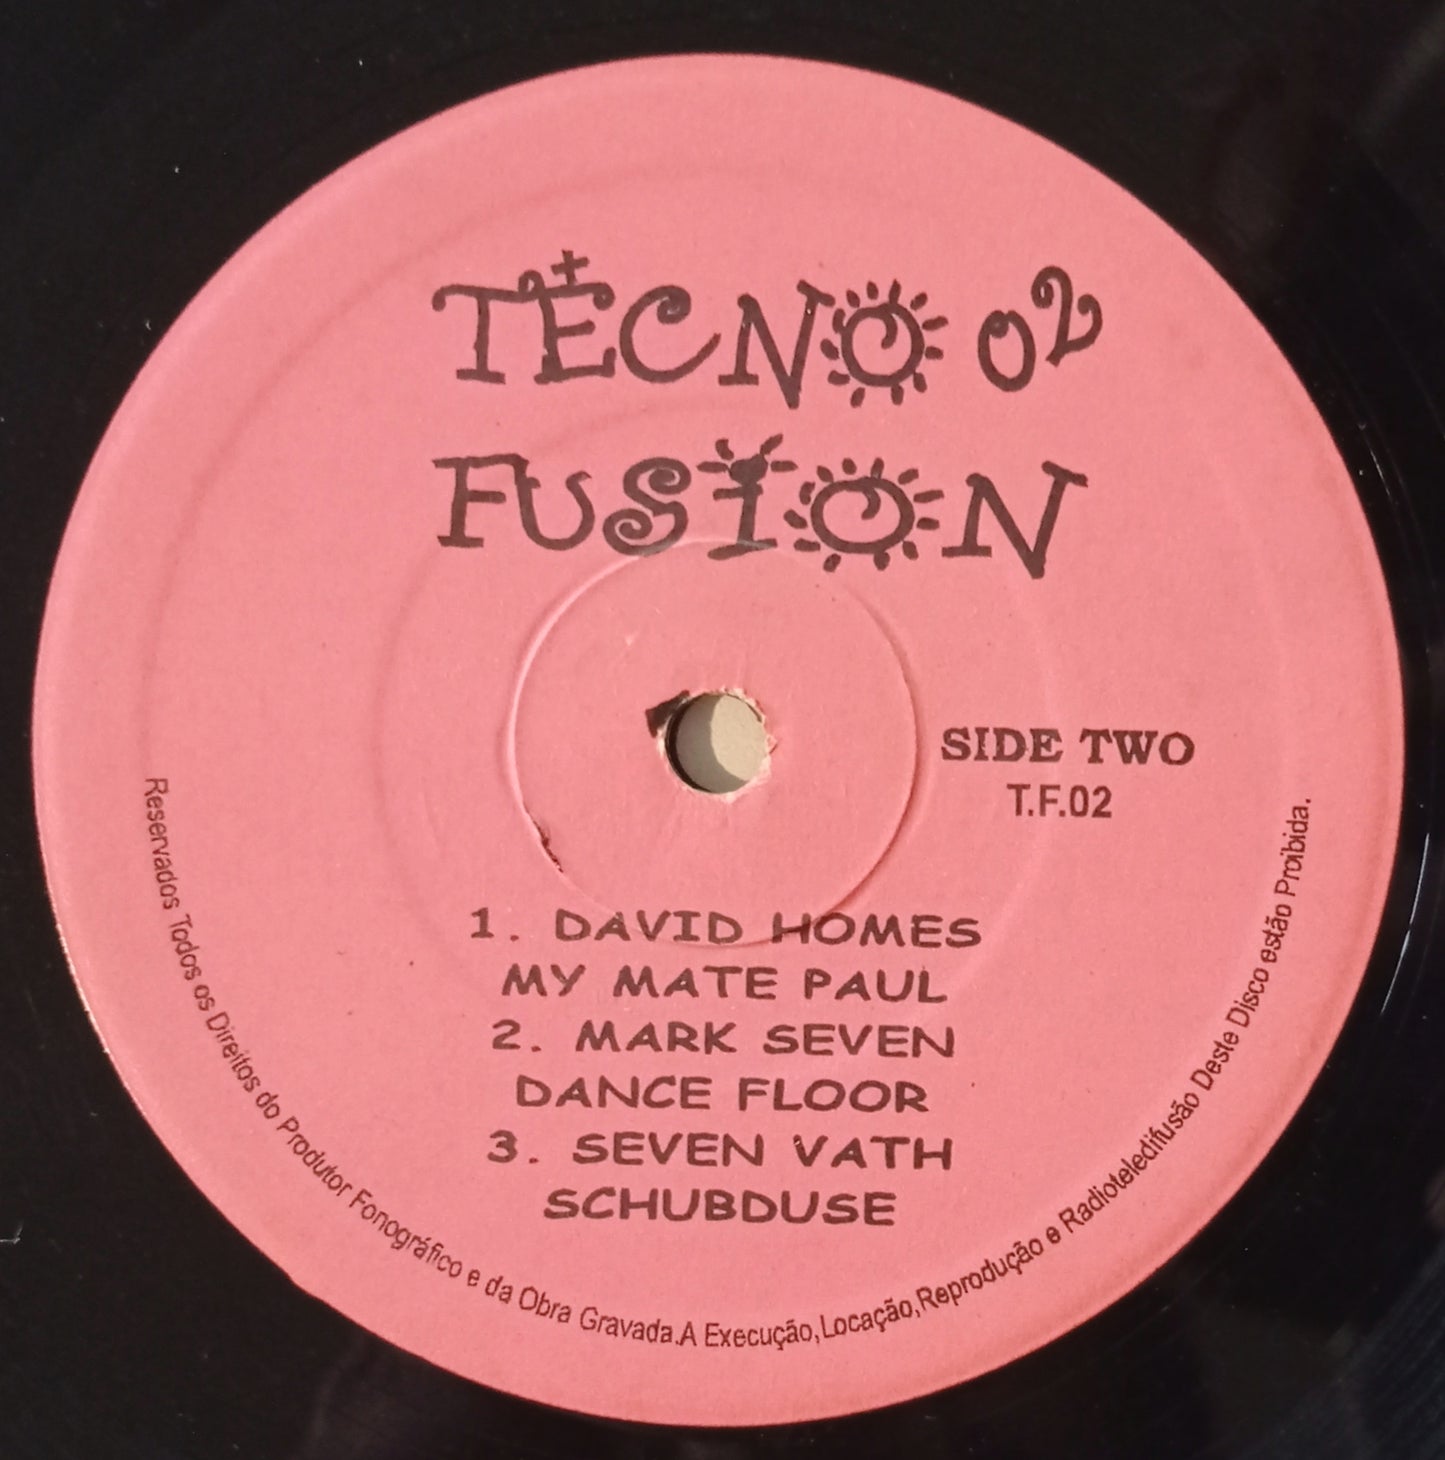 TECNO 02
FUSION
SIDE TWO
T.F.02
1. DAVID HOMES
MY MATE PAUL
2. MARK SEVEN
DANCE FLOOR
3. SEVEN VATH
SCHUBDUSE
Reservados Todos os Direitos do Produtor Fonográfico e da Obra Gravada.A Execução,Locação,Reprodução e Radioteledifusão Deste Disco estão Proibida.